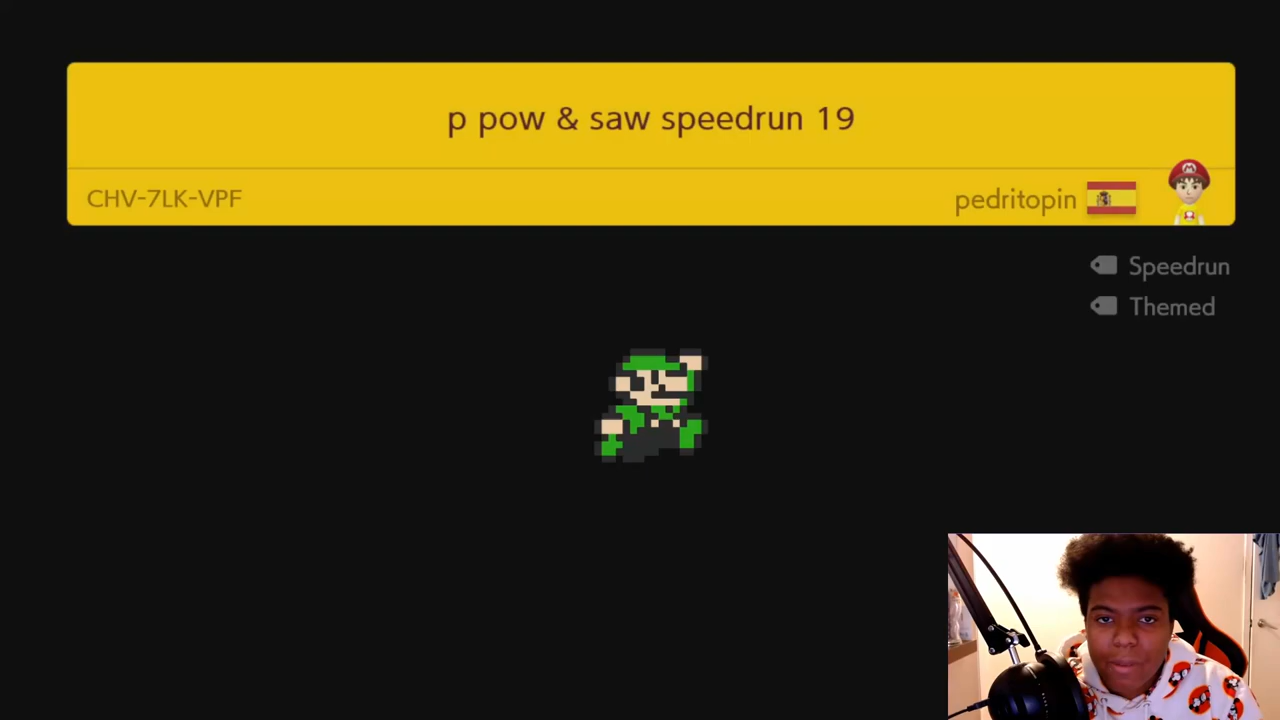 p pow & saw speedrun 19
CHV-7LK-VPF
pedritopin
Speedrun
Themed